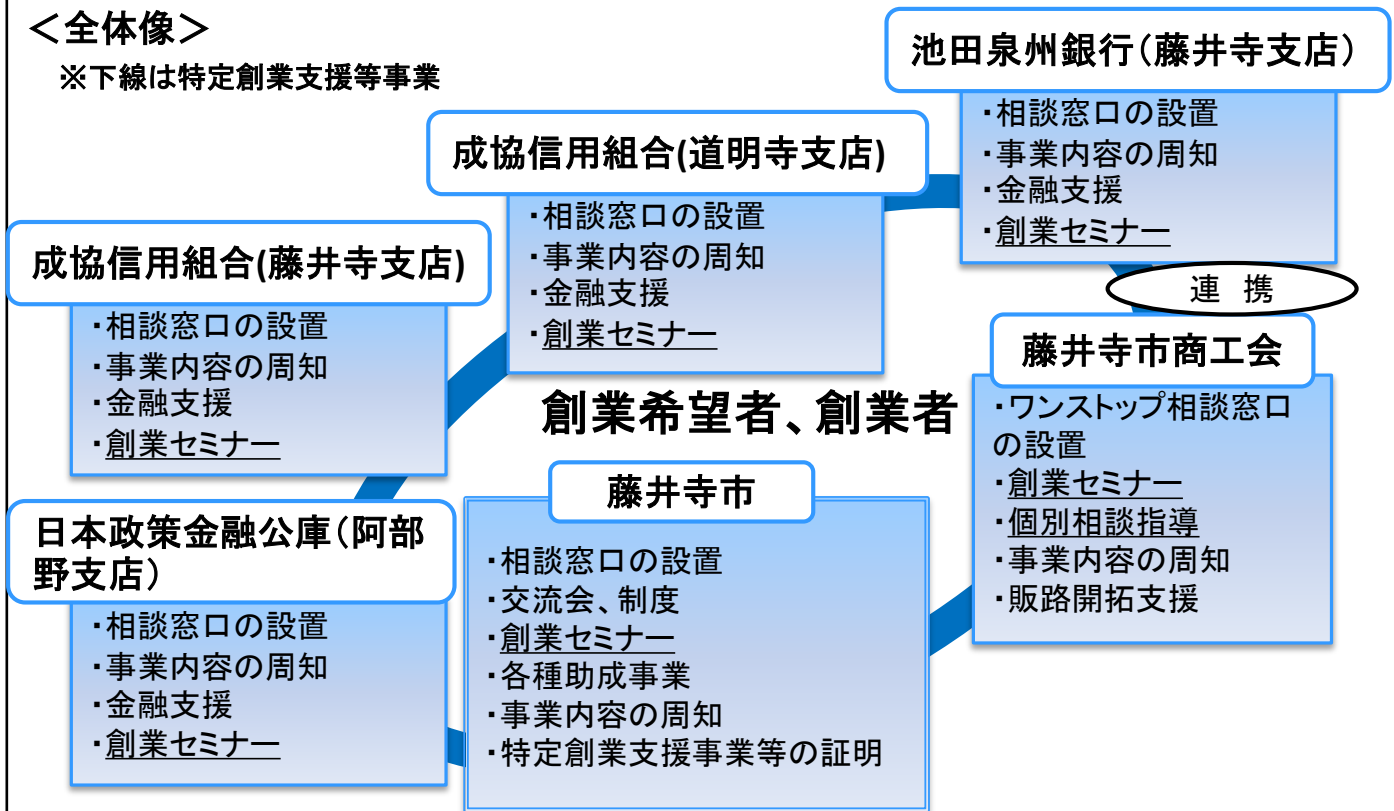 ＜全体像＞
※下線は特定創業支援等事業
池田泉州銀行（藤井寺支店）
・相談窓口の設置
・事業内容の周知
・金融支援
・創業セミナー
成協信用組合(道明寺支店)
・相談窓口の設置
・事業内容の周知
・金融支援
・創業セミナー
成協信用組合(藤井寺支店)
・相談窓口の設置
・事業内容の周知
・金融支援
・創業セミナー
連　携
藤井寺市商工会
・ワンストップ相談窓口
の設置
・創業セミナー
・個別相談指導
・事業内容の周知
・販路開拓支援
創業希望者、創業者
藤井寺市
・相談窓口の設置
・交流会、制度
・創業セミナー
・各種助成事業
・事業内容の周知
・特定創業支援事業等の証明
日本政策金融公庫（阿部
野支店）
・相談窓口の設置
・事業内容の周知
・金融支援
・創業セミナー